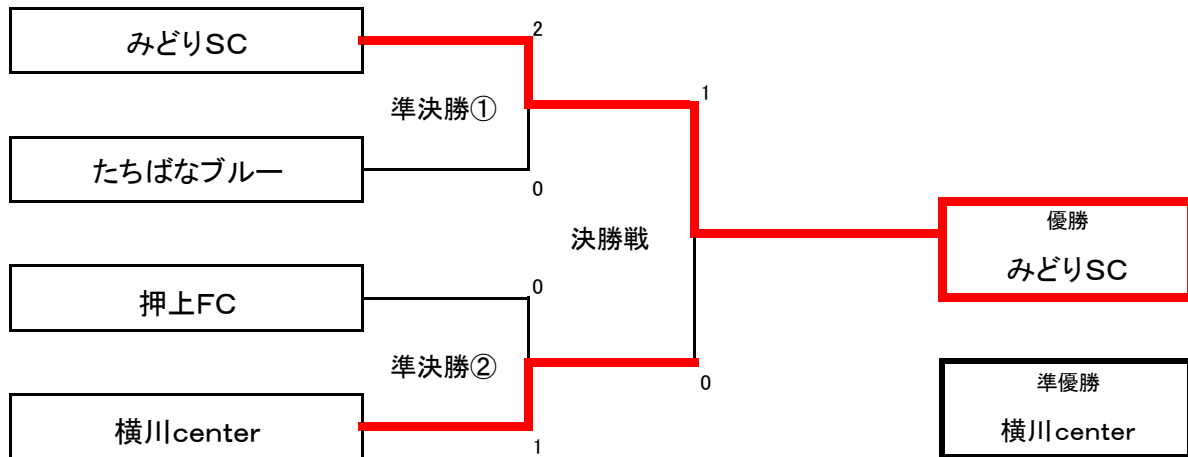 みどりSC
2
準決勝①
1
たちばなブルー
0
優勝
みどりSC
決勝戦
押上FC
0
準決勝②
0
準優勝
横川center
横川center
1